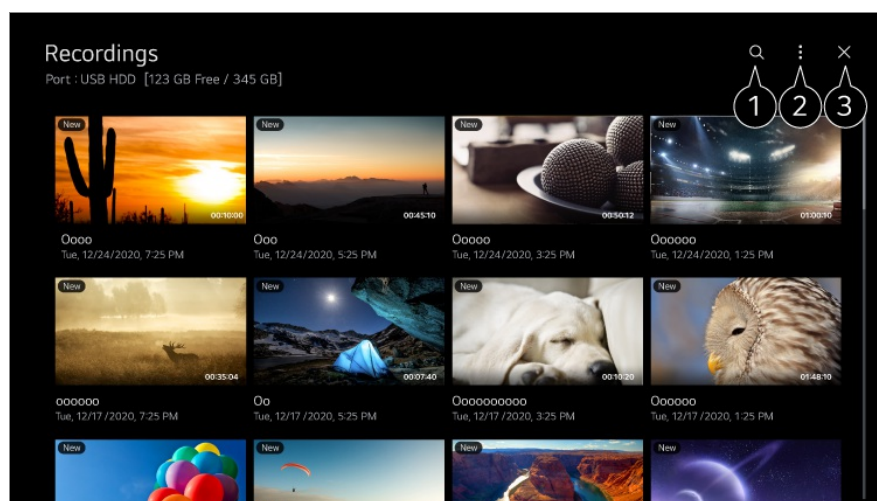 Recordings
Port : USB HDD [123 GB Free / 345 GB]
1 2 3
New New New New
00:10:00 00:45:10 00:50:12 01:00:10
Oooo Ooo Ooooo Oooooo
Tue, 12/24/2020, 7:25 PM Tue, 12/24/2020, 5:25 PM Tue, 12/24/2020, 3:25 PM Tue, 12/24/2020, 1:25 PM
New New New New
00:35:04 00:07:40 00:10:20 01:48:10
oooooo Oo Oooooooooo Oooooo
Tue, 12/17 /2020, 7:25 PM Tue, 12/17 /2020, 5:25 PM Tue, 12/17 /2020, 3:25 PM Tue, 12/17 /2020, 1:25 PM
New New New New